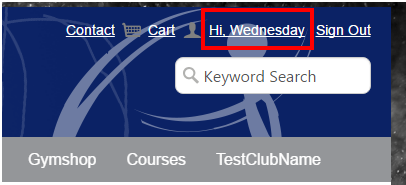 Contact Cart Hi, Wednesday Sign Out
Keyword Search
Gymshop Courses TestClubName